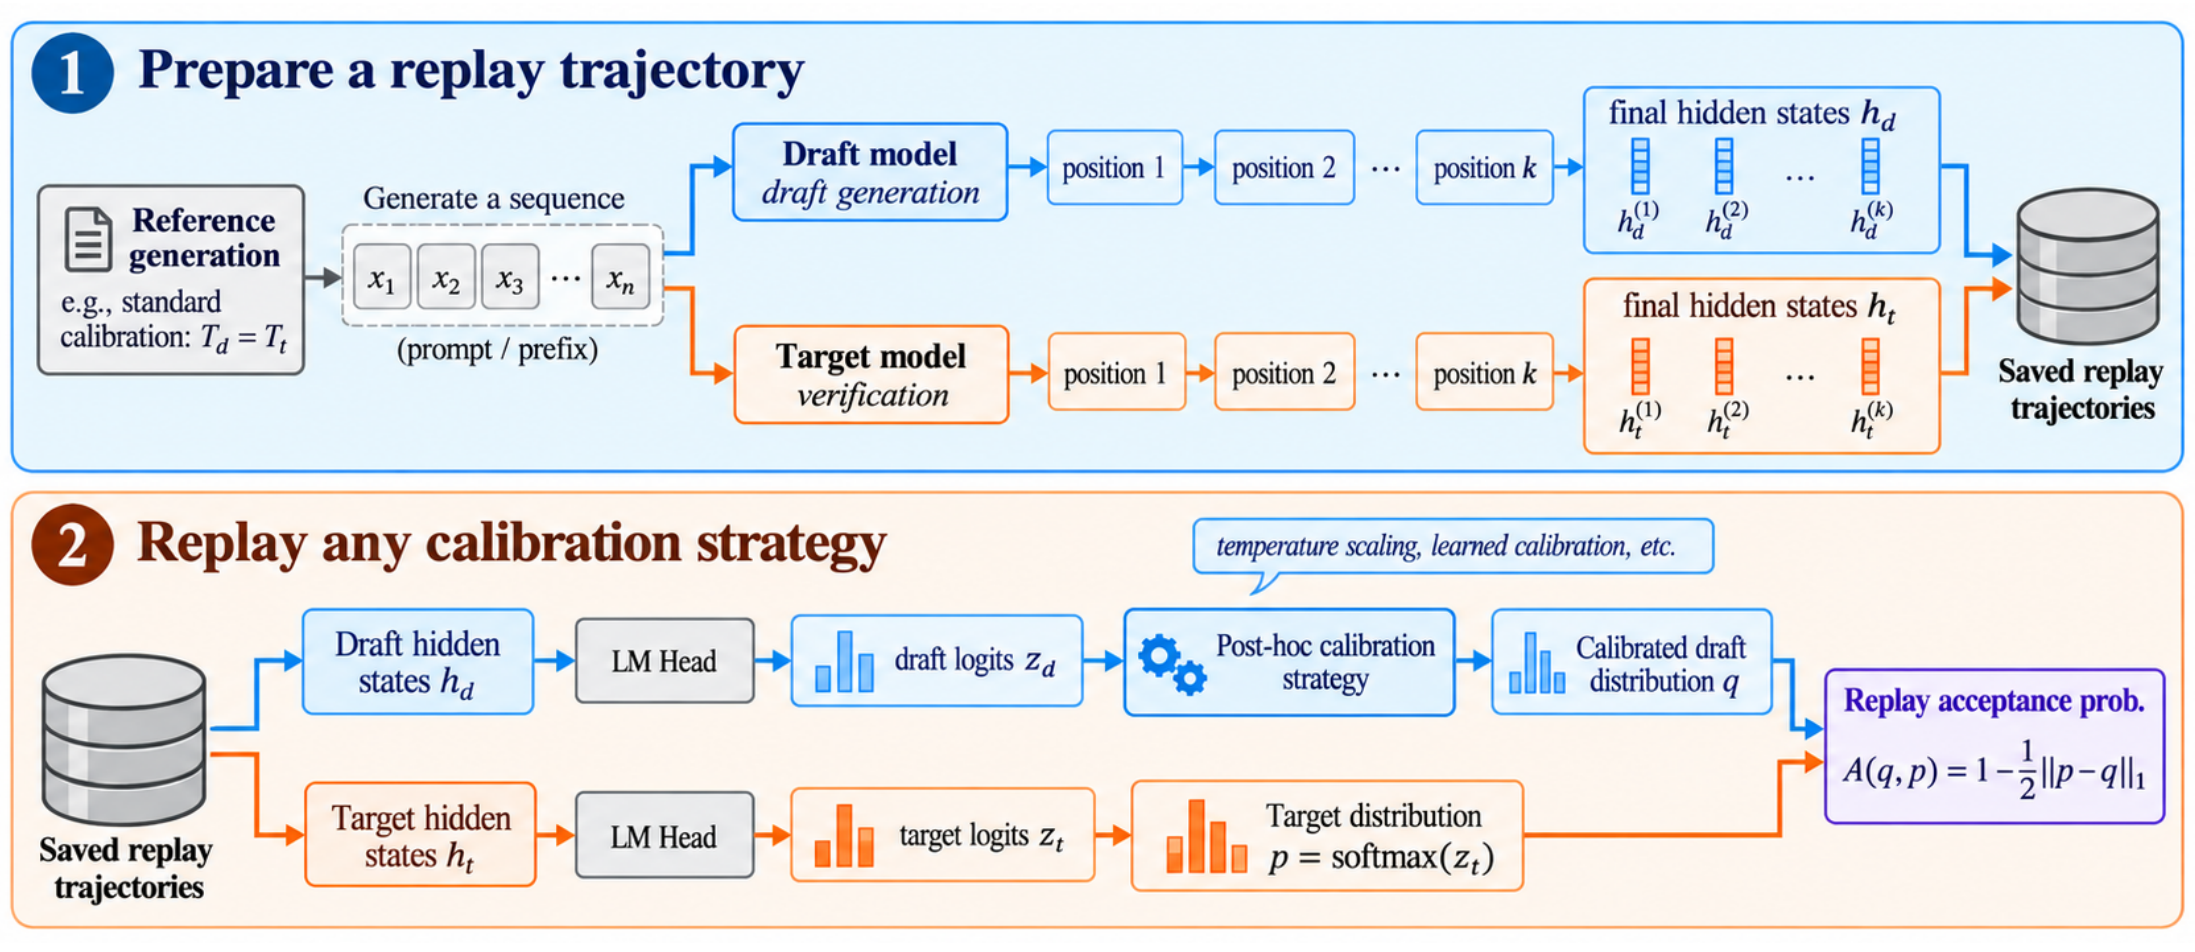 1 Prepare a replay trajectory
Reference
generation
e.g., standard
calibration: T_d = T_t
Generate a sequence
x_1 x_2 x_3 ... x_n
(prompt / prefix)
Draft model
draft generation
position 1
position 2
...
position k
final hidden states h_d
...
h_d^(1) h_d^(2) h_d^(k)
Target model
verification
position 1
position 2
...
position k
final hidden states h_t
...
h_t^(1) h_t^(2) h_t^(k)
Saved replay
trajectories
2 Replay any calibration strategy
temperature scaling, learned calibration, etc.
Saved replay
trajectories
Draft hidden
states h_d
LM Head
draft logits z_d
Post-hoc calibration
strategy
Calibrated draft
distribution q
Target hidden
states h_t
LM Head
target logits z_t
Target distribution
p = softmax(z_t)
Replay acceptance prob.
A(q, p) = 1 − 1/2 ||p − q||_1